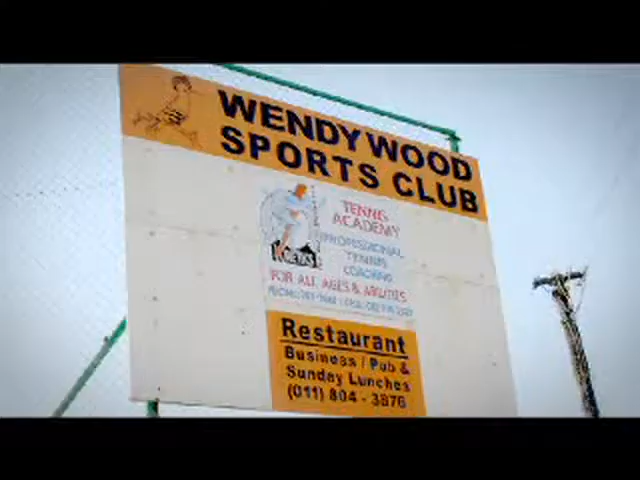 WENDYWOOD
SPORTS CLUB
TENNIS
ACADEMY
PROFESSIONAL
TENNIS
COACHING
FOR ALL AGES & ABILITIES
Restaurant
Business / Pub &
Sunday Lunches
(011) 804 - 3876